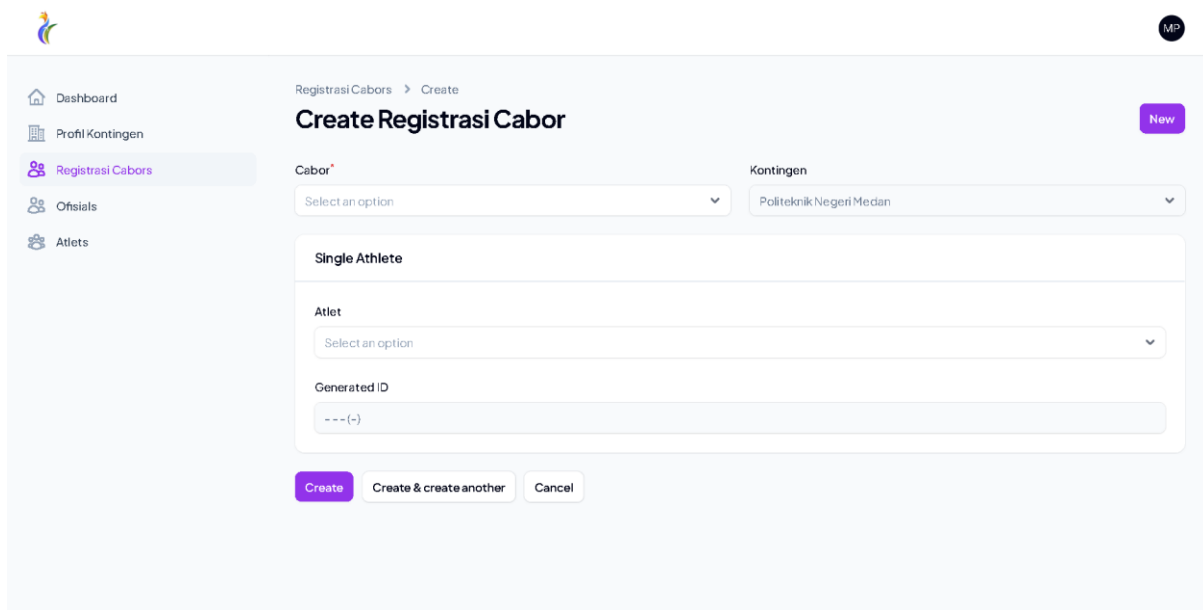 MP
Dashboard
Profil Kontingen
Registrasi Cabors
Ofisials
Atlets
Registrasi Cabors > Create
Create Registrasi Cabor
New
Cabor*
Select an option
Kontingen
Politeknik Negeri Medan
Single Athlete
Atlet
Select an option
Generated ID
- - - (-)
Create
Create & create another
Cancel